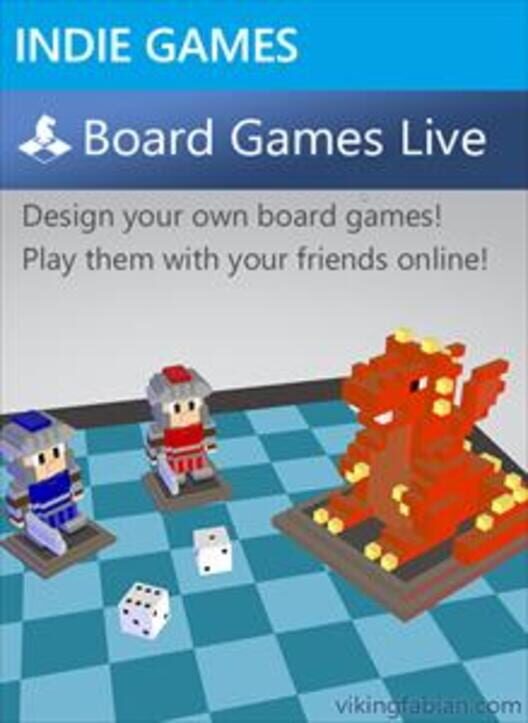 INDIE GAMES
Board Games Live
Design your own board games!
Play them with your friends online!
vikingfabian.com